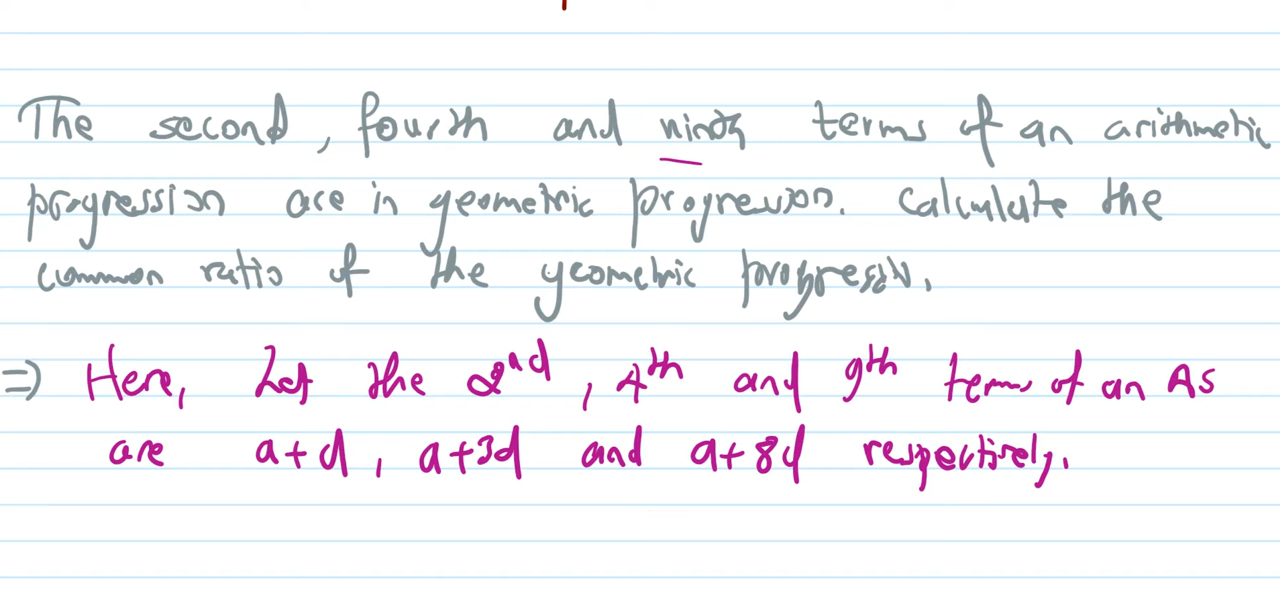 The second, fourth and ninth terms of an arithmetic
progression are in geometric progression. Calculate the
common ratio of the geometric progression.
⇒ Here, Let the 2nd, 4th and 9th terms of an AS
are a+d, a+3d and a+8d respectively.